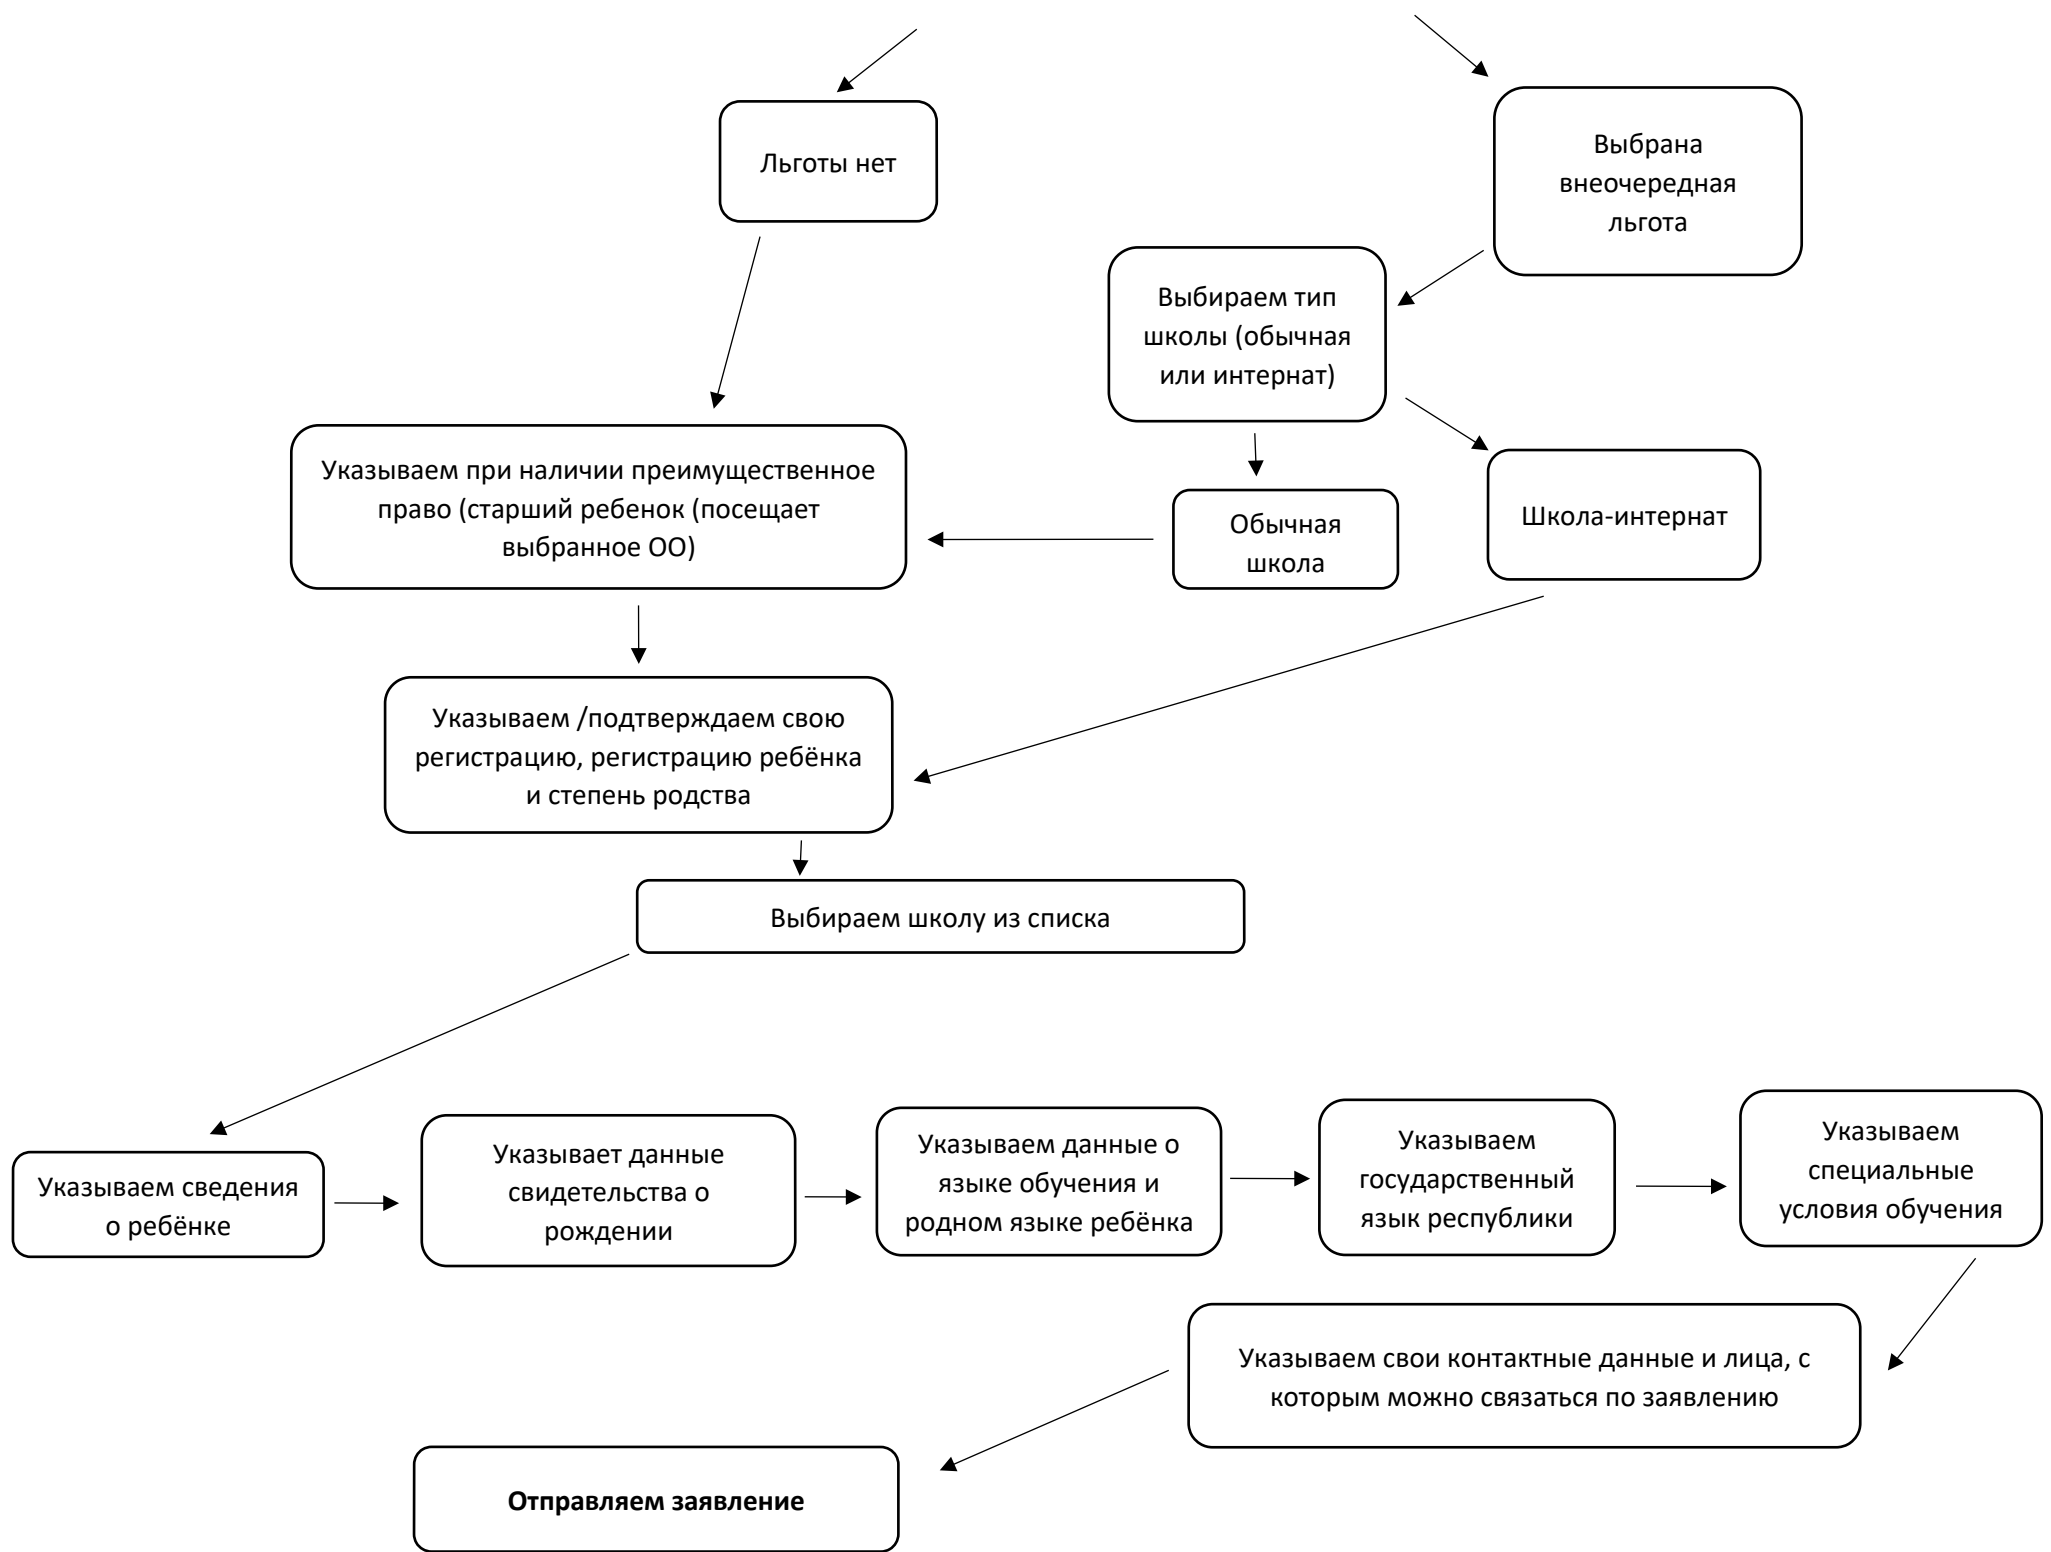 Льготы нет
Выбрана
внеочередная
льгота
Выбираем тип
школы (обычная
или интернат)
Указываем при наличии преимущественное
право (старший ребенок (посещает
выбранное ОО)
Обычная
школа
Школа-интернат
Указываем /подтверждаем свою
регистрацию, регистрацию ребёнка
и степень родства
Выбираем школу из списка
Указываем сведения
о ребёнке
Указывает данные
свидетельства о
рождении
Указываем данные о
языке обучения и
родном языке ребёнка
Указываем
государственный
язык республики
Указываем
специальные
условия обучения
Указываем свои контактные данные и лица, с
которым можно связаться по заявлению
Отправляем заявление